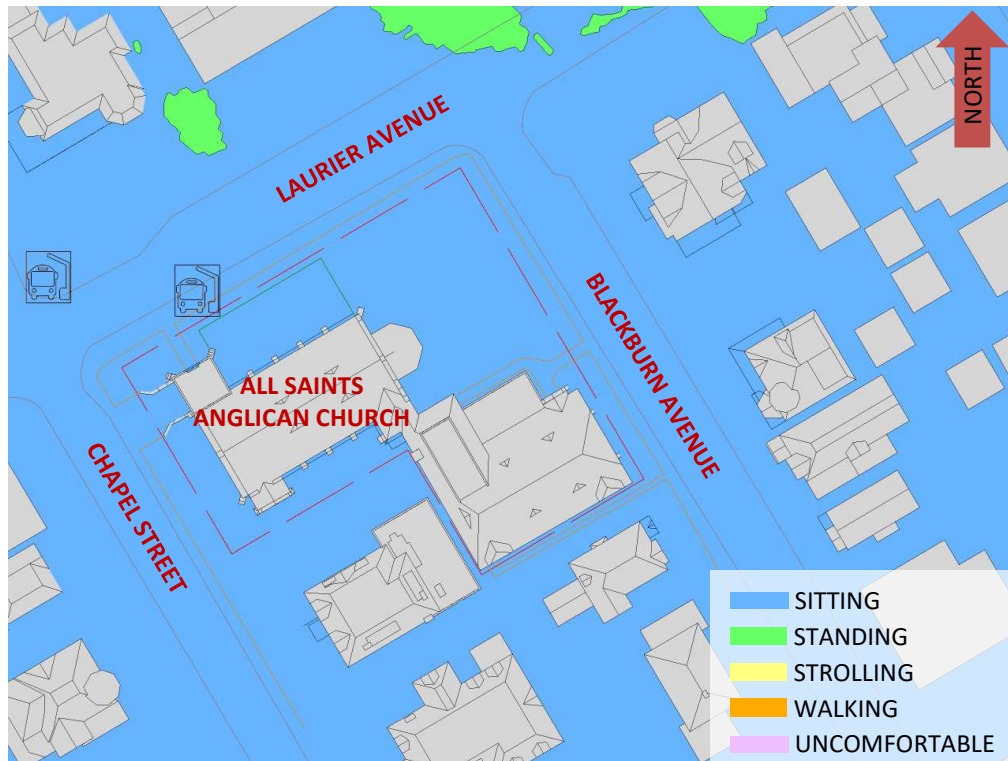 NORTH
LAURIER AVENUE
BLACKBURN AVENUE
ALL SAINTS
ANGLICAN CHURCH
CHAPEL STREET
SITTING
STANDING
STROLLING
WALKING
UNCOMFORTABLE